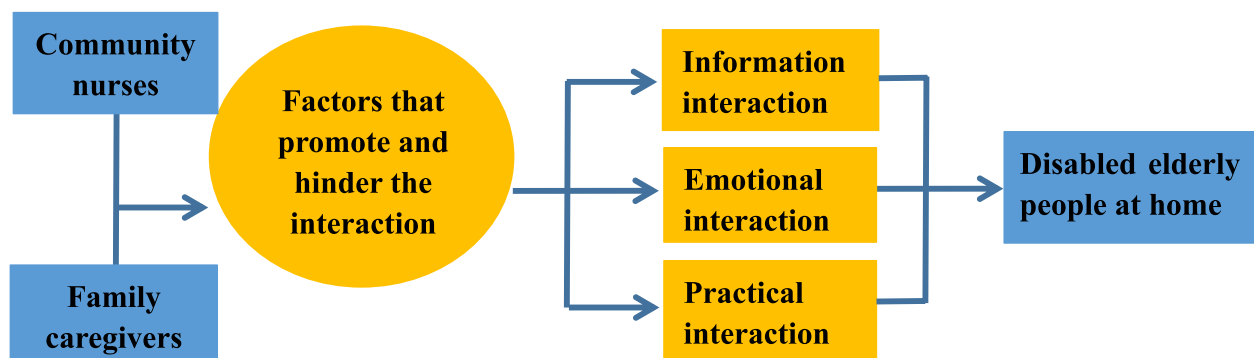 Community
nurses
Family
caregivers
Factors that
promote and
hinder the
interaction
Information
interaction
Emotional
interaction
Practical
interaction
Disabled elderly
people at home